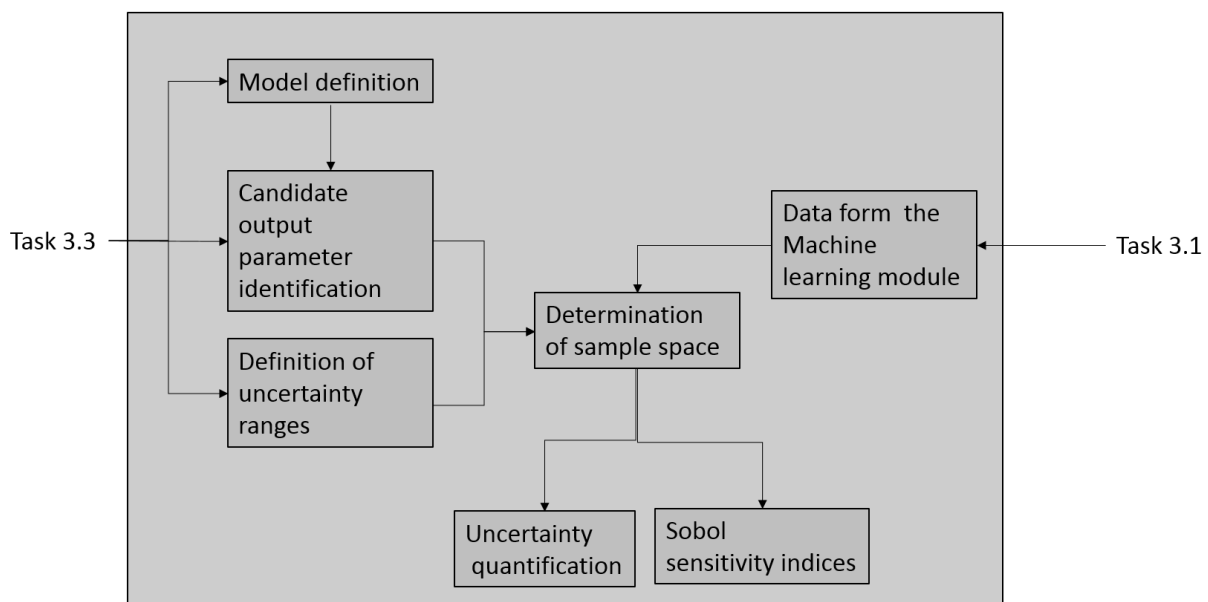 Model definition
Candidate
output
parameter
identification
Task 3.3
Data form  the
Machine
learning module
Task 3.1
Determination
of sample space
Definition of
uncertainty
ranges
Uncertainty
quantification
Sobol
sensitivity indices